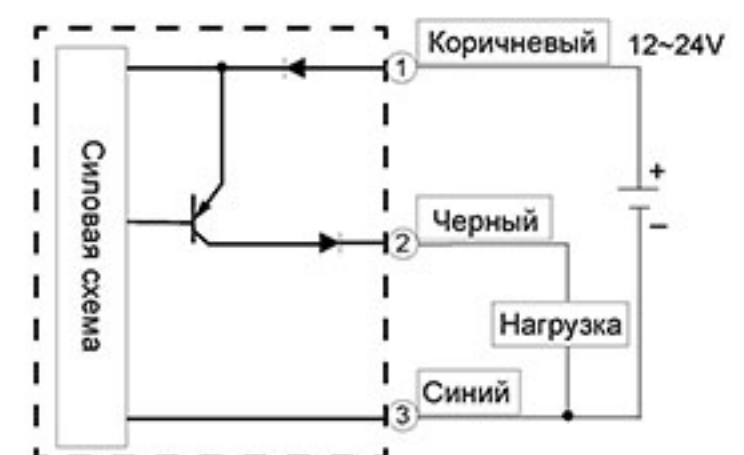 Коричневый 12~24V
1
Силовая схема
+
Черный
2
−
Нагрузка
Синий
3